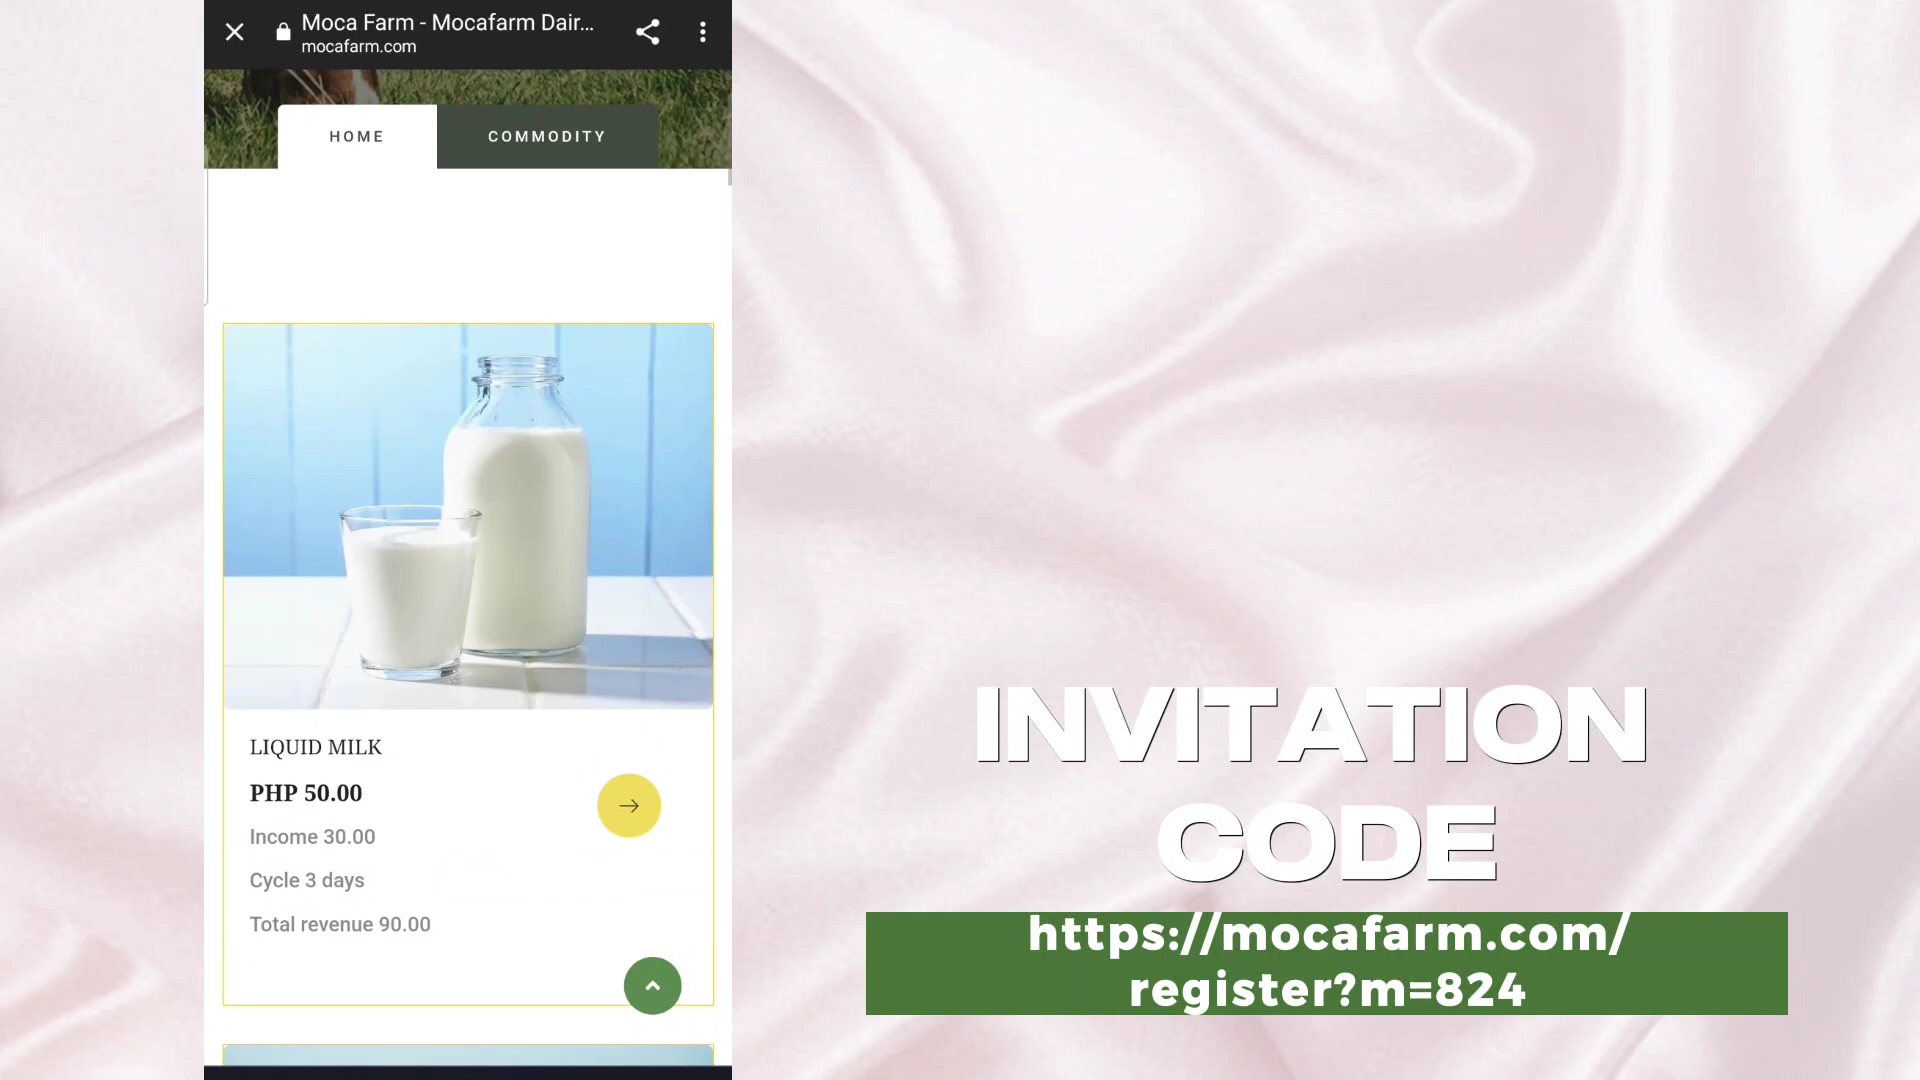 Moca Farm - Mocafarm Dair...
mocafarm.com
HOME
COMMODITY
LIQUID MILK
PHP 50.00
Income 30.00
Cycle 3 days
Total revenue 90.00
INVITATION
CODE
https://mocafarm.com/
register?m=824